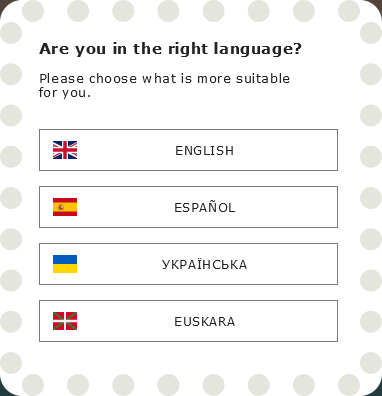 Are you in the right language?
Please choose what is more suitable
for you.
ENGLISH
ESPAÑOL
УКРАЇНСЬКА
EUSKARA